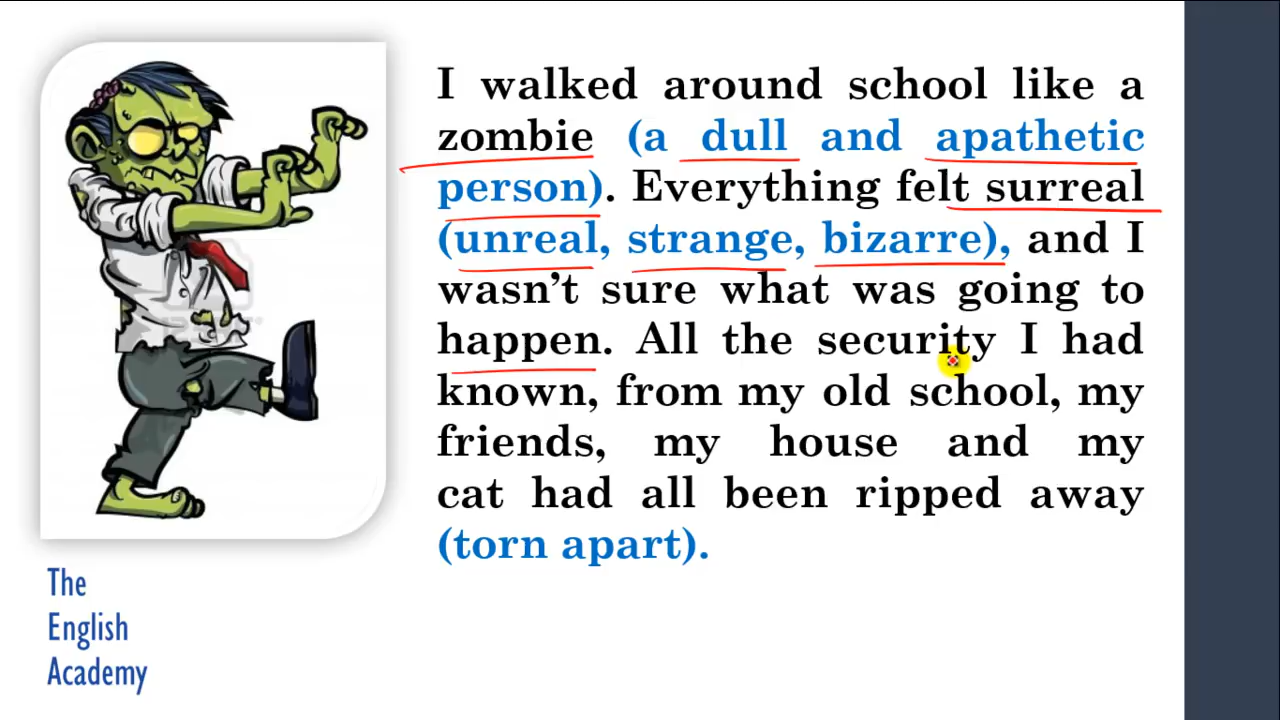 I walked around school like a
zombie (a dull and apathetic
person). Everything felt surreal
(unreal, strange, bizarre), and I
wasn’t sure what was going to
happen. All the security I had
known, from my old school, my
friends, my house and my
cat had all been ripped away
(torn apart).
The
English
Academy